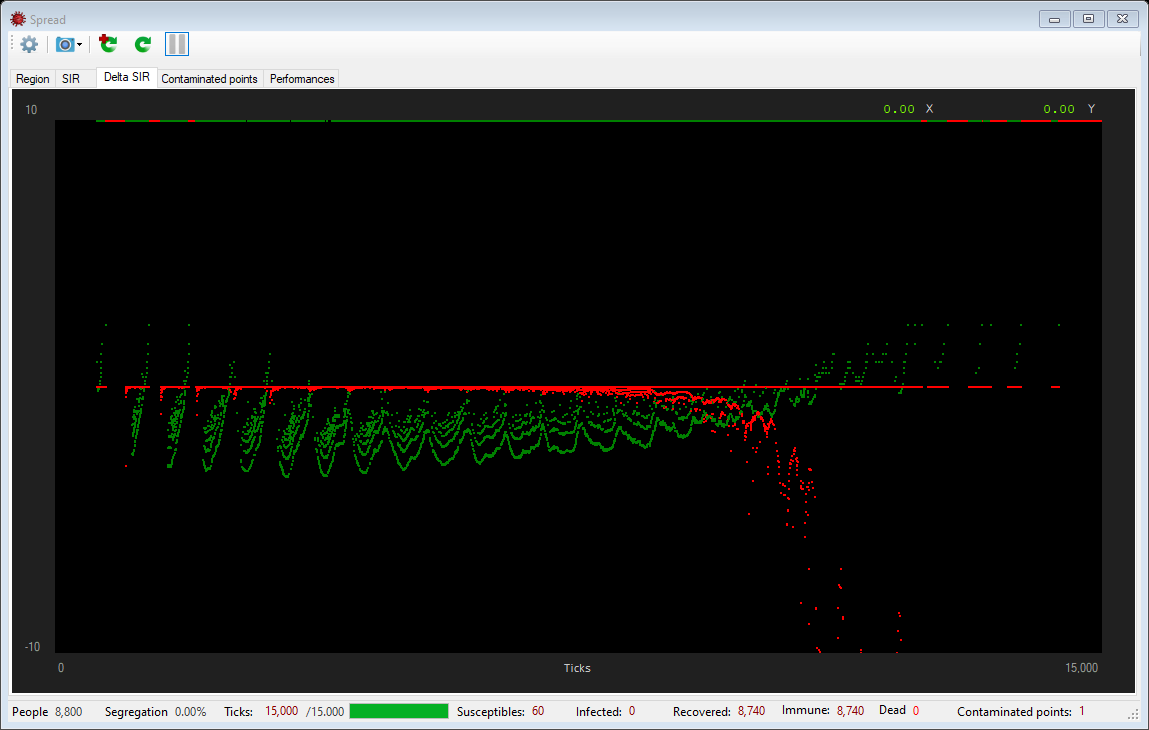 Spread
Region SIR Delta SIR Contaminated points Performances
10 0.00 X 0.00 Y
-10
0 Ticks 15,000
People 8,800 Segregation 0.00% Ticks: 15,000 /15.000 Susceptibles: 60 Infected: 0 Recovered: 8,740 Immune: 8,740 Dead 0 Contaminated points: 1